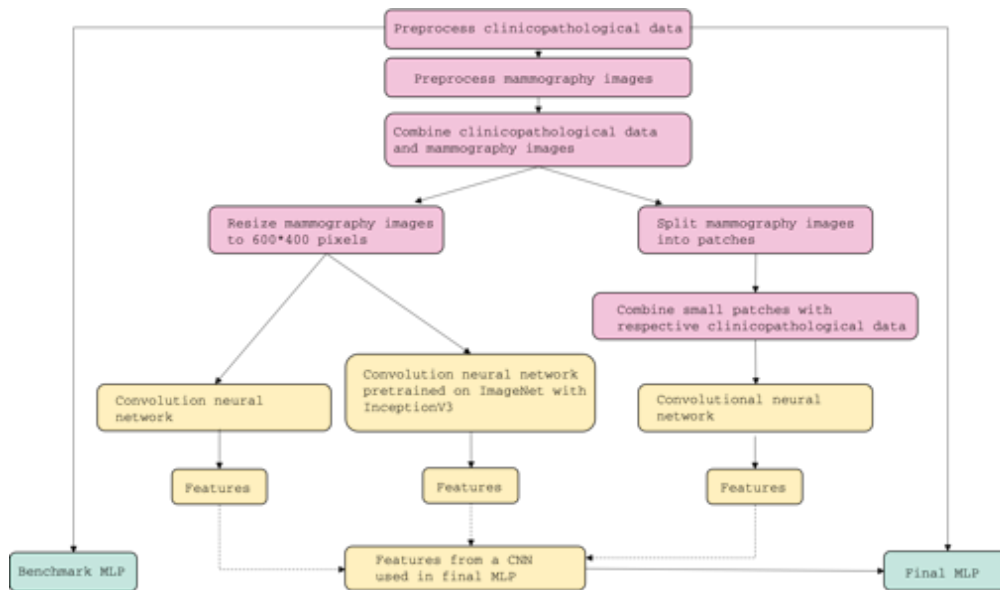 Preprocess clinicopathological data
Preprocess mammography images
Combine clinicopathological data
and mammography images
Resize mammography images
to 600*400 pixels
Split mammography images
into patches
Combine small patches with
respective clinicopathological data
Convolution neural
network
Convolution neural network
pretrained on ImageNet with
InceptionV3
Convolutional neural
network
Features
Features
Features
Benchmark MLP
Features from a CNN
used in final MLP
Final MLP